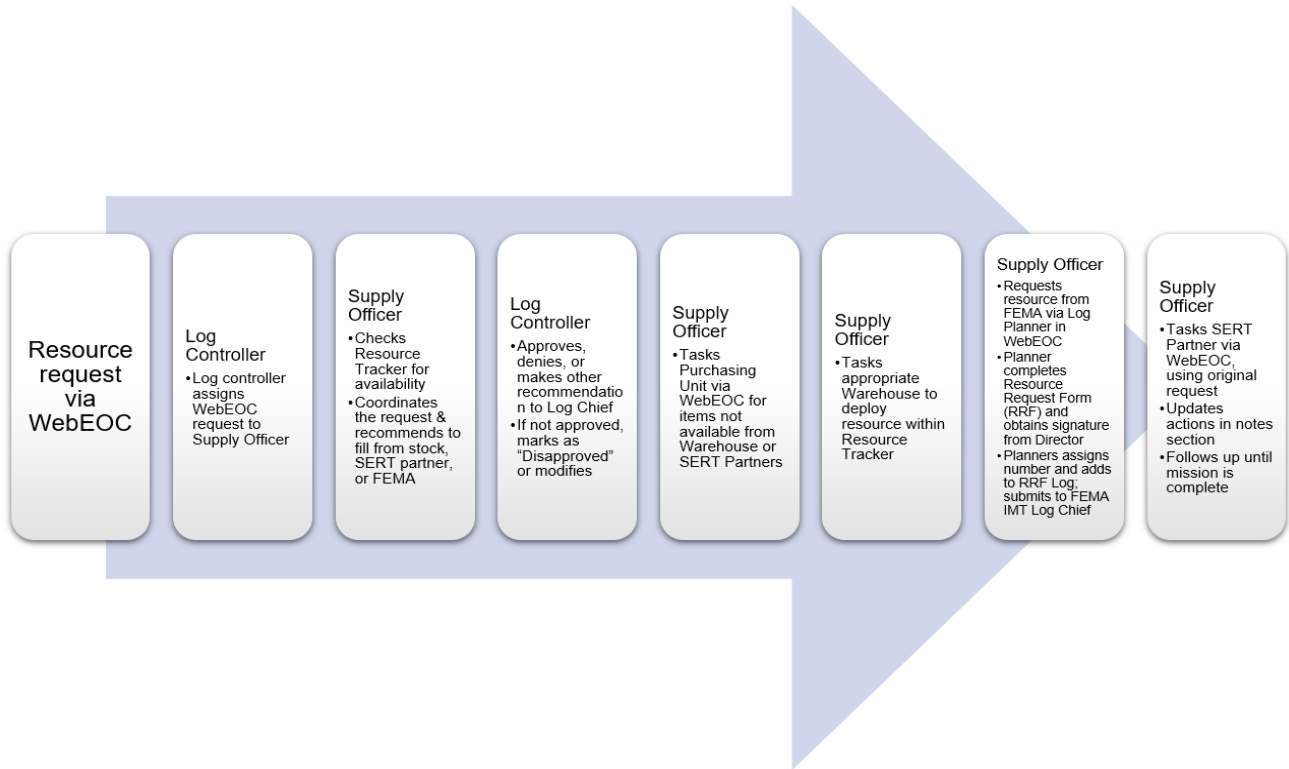 Resource
request
via
WebEOC
Log
Controller
•Log controller
assigns
WebEOC
request to
Supply Officer
Supply
Officer
•Checks
Resource
Tracker for
availability
•Coordinates
the request &
recommends to
fill from stock,
SERT partner,
or FEMA
Log
Controller
•Approves,
denies, or
makes other
recommendatio
n to Log Chief
•If not approved,
marks as
“Disapproved”
or modifies
Supply
Officer
•Tasks
Purchasing
Unit via
WebEOC for
items not
available from
Warehouse or
SERT Partners
Supply
Officer
•Tasks
appropriate
Warehouse to
deploy
resource within
Resource
Tracker
Supply Officer
•Requests
resource from
FEMA via Log
Planner in
WebEOC
•Planner
completes
Resource
Request Form
(RRF) and
obtains signature
from Director
•Planners assigns
number and adds
to RRF Log;
submits to FEMA
IMT Log Chief
Supply
Officer
•Tasks SERT
Partner via
WebEOC,
using original
request
•Updates
actions in notes
section
•Follows up until
mission is
complete